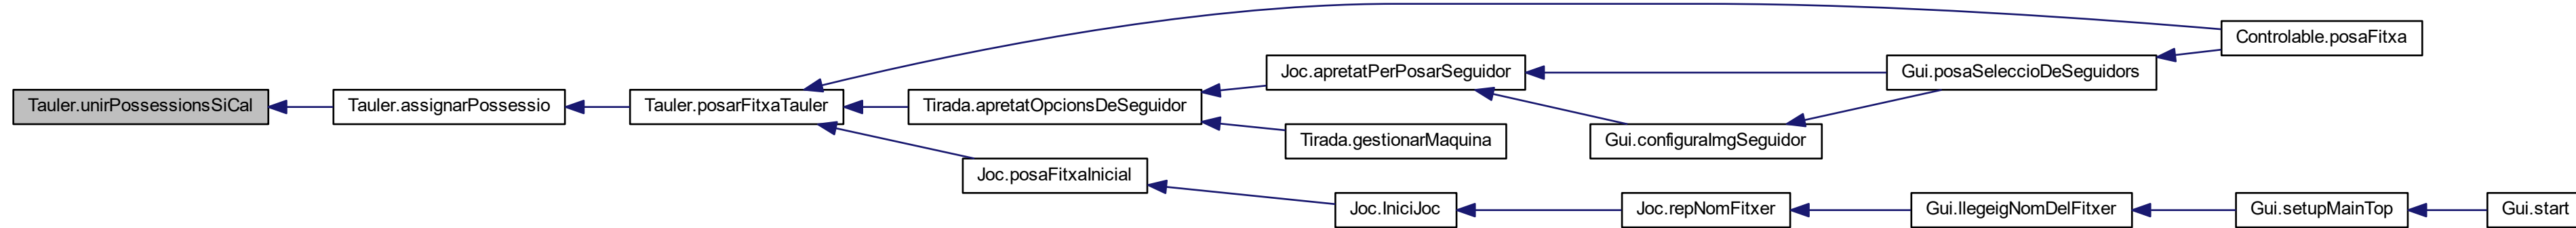 Tauler.unirPossessionsSiCal
Tauler.assignarPossessio
Tauler.posarFitxaTauler
Controlable.posaFitxa
Tirada.apretatOpcionsDeSeguidor
Joc.apretatPerPosarSeguidor
Gui.posaSeleccioDeSeguidors
Gui.configuraImgSeguidor
Tirada.gestionarMaquina
Joc.posaFitxaInicial
Joc.IniciJoc
Joc.repNomFitxer
Gui.llegeigNomDelFitxer
Gui.setupMainTop
Gui.start